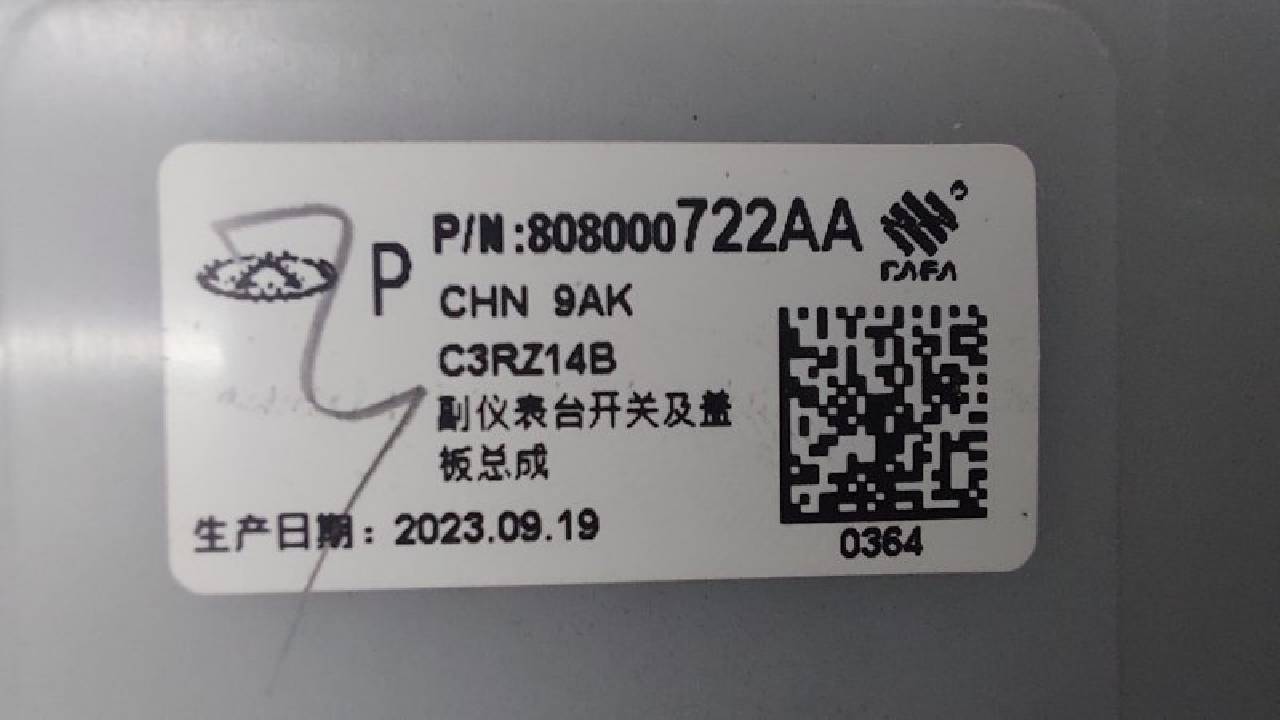 P
P/N:808000722AA
CHN 9AK
C3RZ14B
副仪表台开关及盖
板总成
生产日期：2023.09.19
FAFA
0364